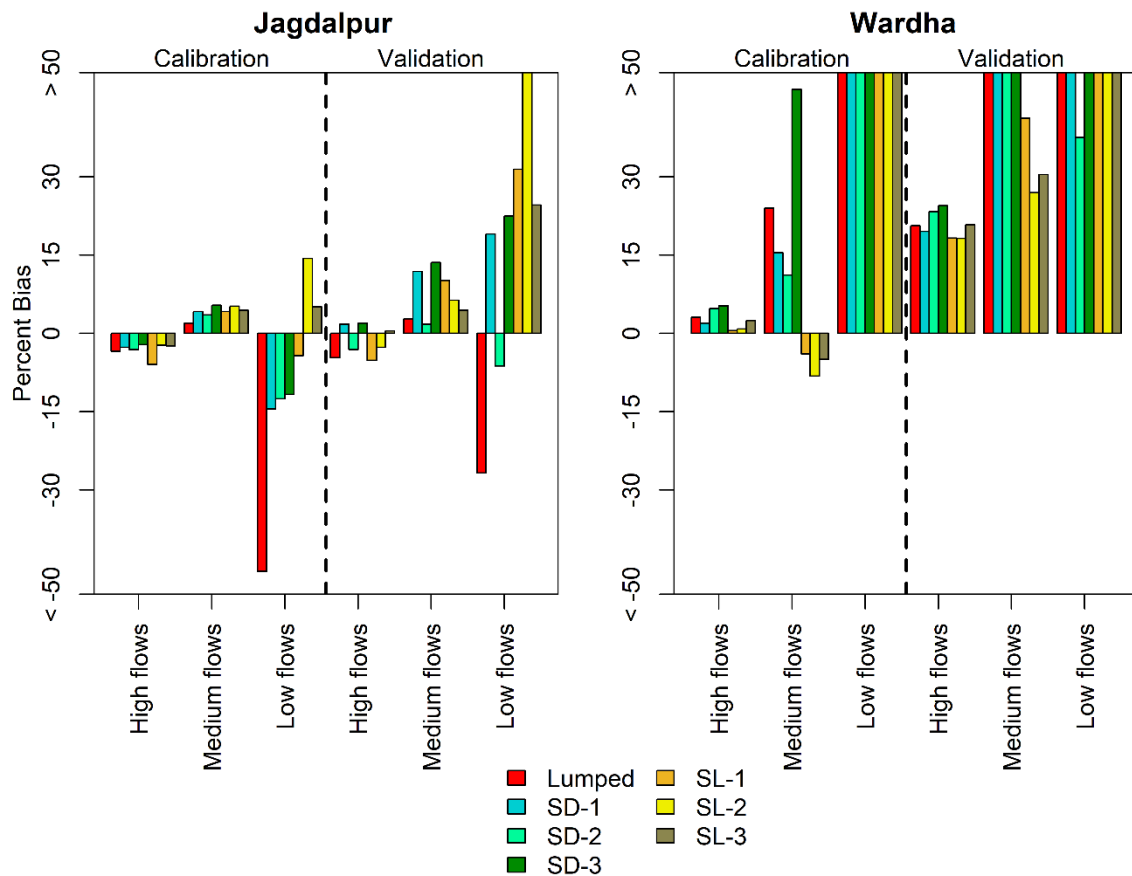 Jagdalpur
Wardha
Calibration
Validation
Calibration
Validation
Percent Bias
> 50
30
15
0
-15
-30
< -50
> 50
30
15
0
-15
-30
< -50
High flows
Medium flows
Low flows
High flows
Medium flows
Low flows
High flows
Medium flows
Low flows
High flows
Medium flows
Low flows
Lumped
SD-1
SD-2
SD-3
SL-1
SL-2
SL-3